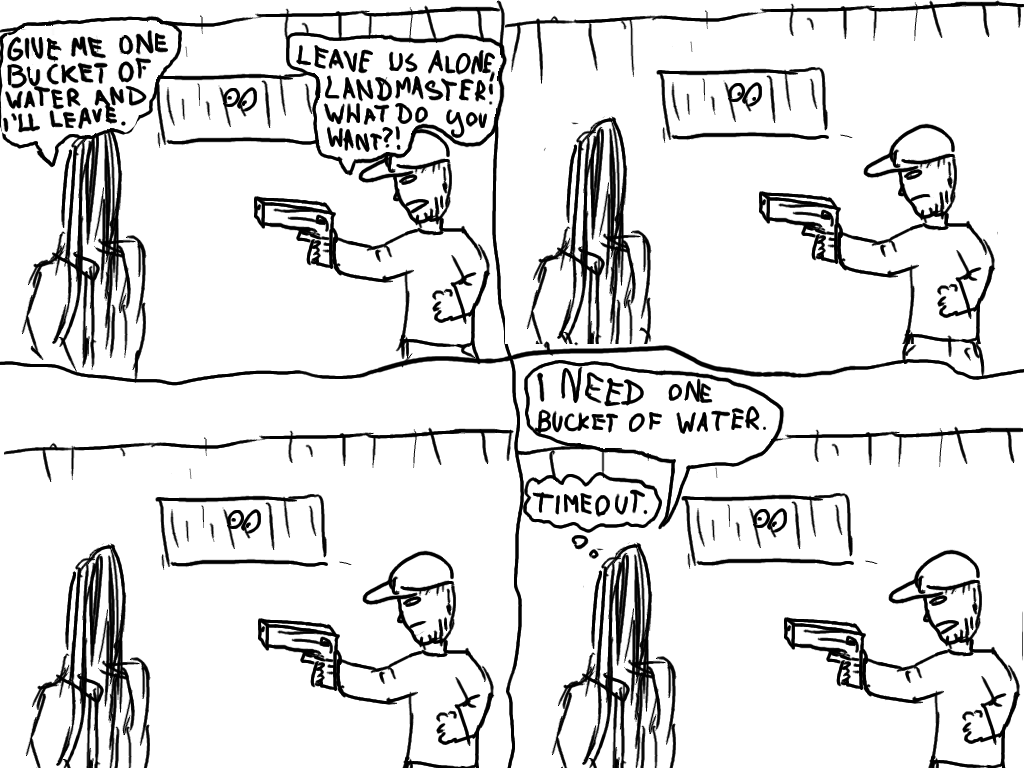 GIVE ME ONE
BUCKET OF
WATER AND
I'LL LEAVE.
LEAVE US ALONE,
LANDMASTER!
WHAT DO YOU
WANT?!
I NEED ONE
BUCKET OF WATER.
TIMEOUT.